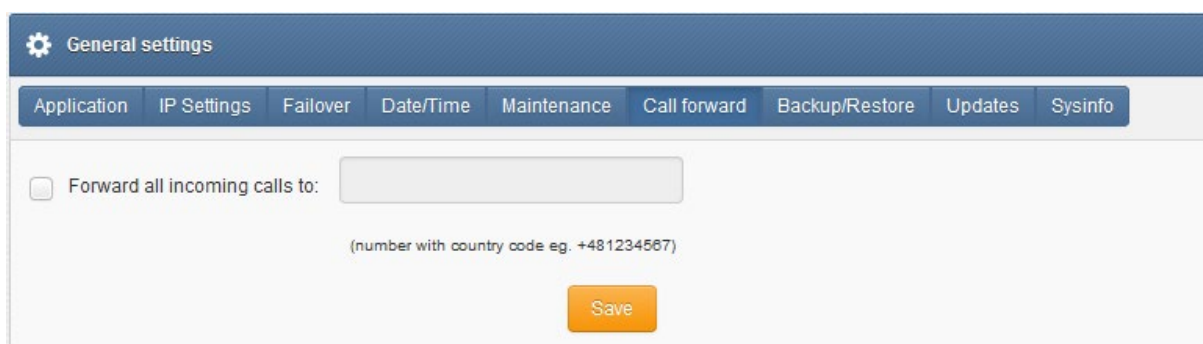 General settings
Application IP Settings Failover Date/Time Maintenance Call forward Backup/Restore Updates Sysinfo
Forward all incoming calls to:
(number with country code eg. +481234567)
Save